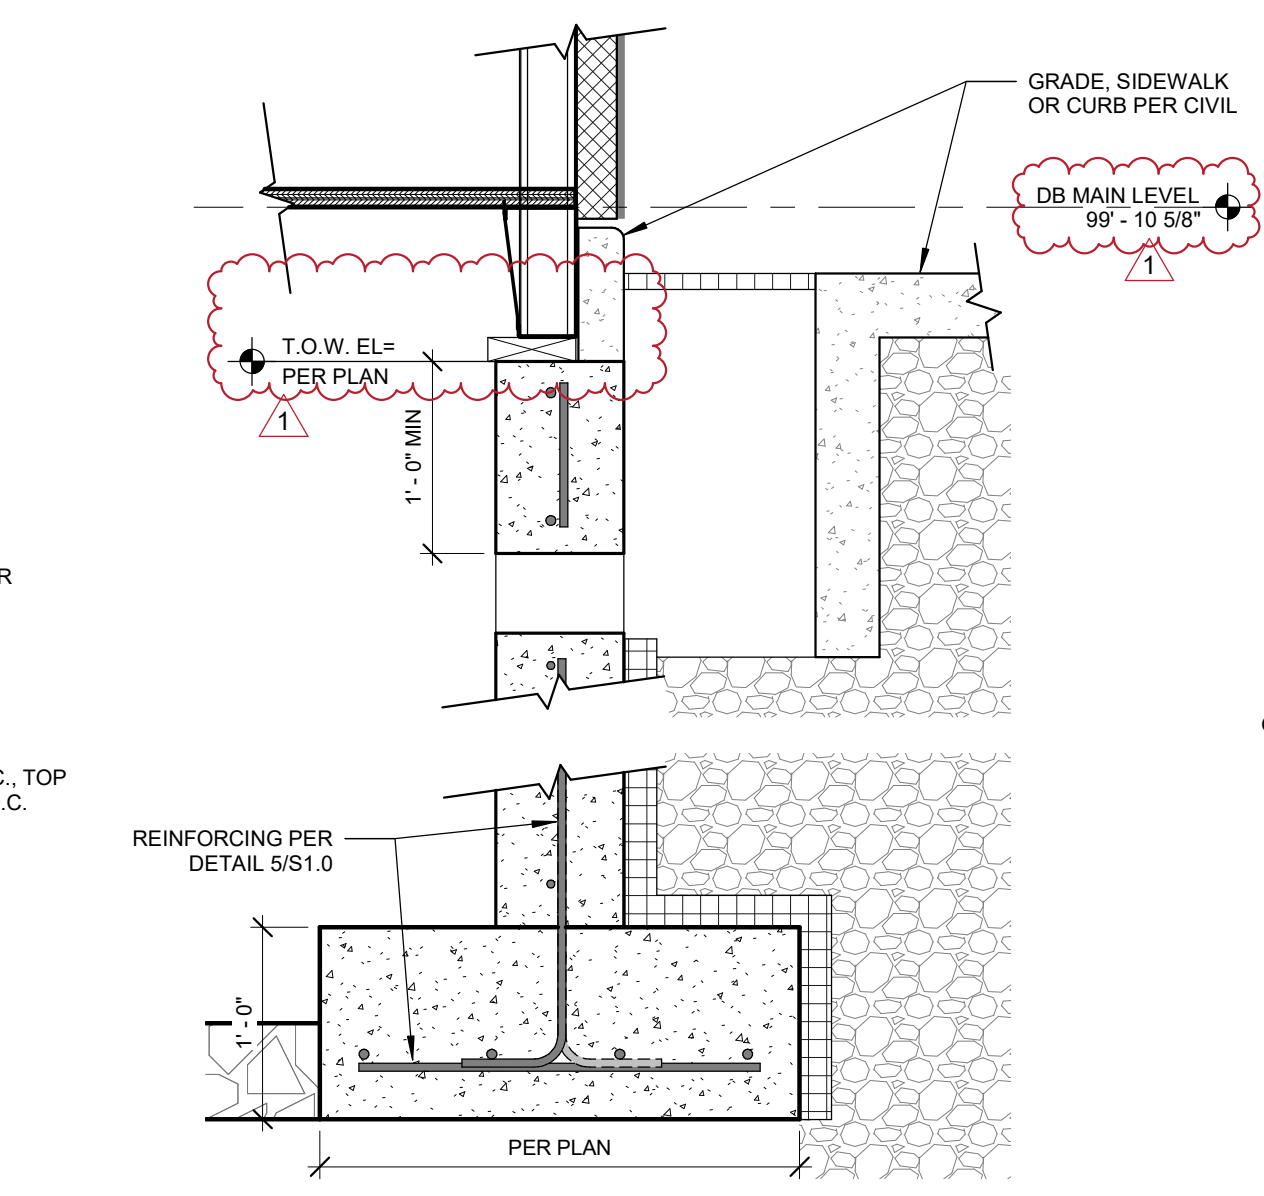 GRADE, SIDEWALK
OR CURB PER CIVIL
DB MAIN LEVEL
99' - 10 5/8"
1
T.O.W. EL=
PER PLAN
1
1' - 0" MIN
R
C., TOP
.C.
REINFORCING PER
DETAIL 5/S1.0
1' - 0"
PER PLAN